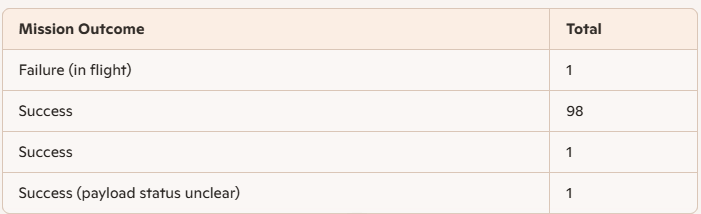 Mission Outcome Total
Failure (in flight) 1
Success 98
Success 1
Success (payload status unclear) 1